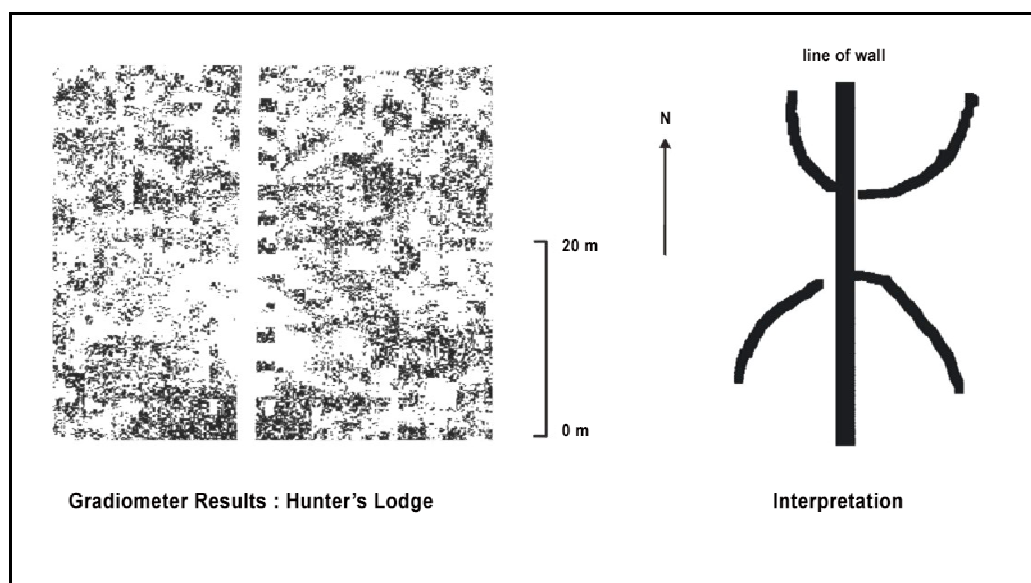 line of wall
N
20 m
0 m
Gradiometer Results : Hunter's Lodge
Interpretation